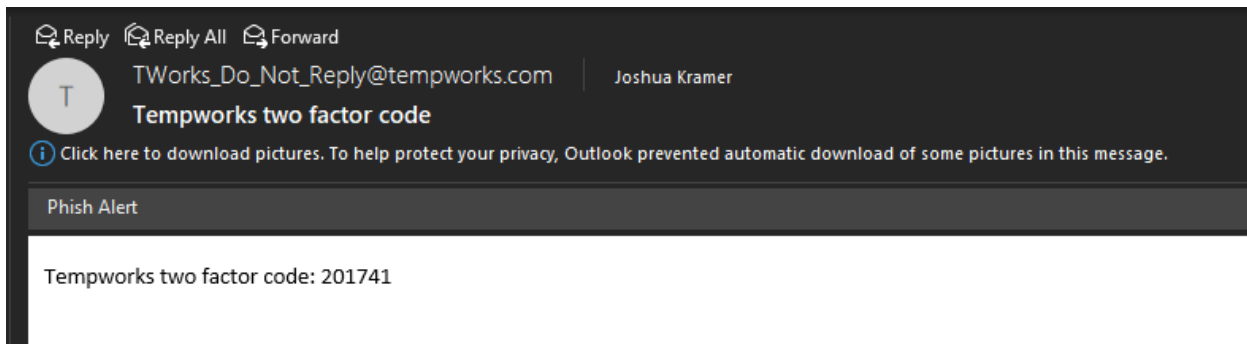 Reply Reply All Forward
TWorks_Do_Not_Reply@tempworks.com Joshua Kramer
T
Tempworks two factor code
Click here to download pictures. To help protect your privacy, Outlook prevented automatic download of some pictures in this message.
Phish Alert
Tempworks two factor code: 201741